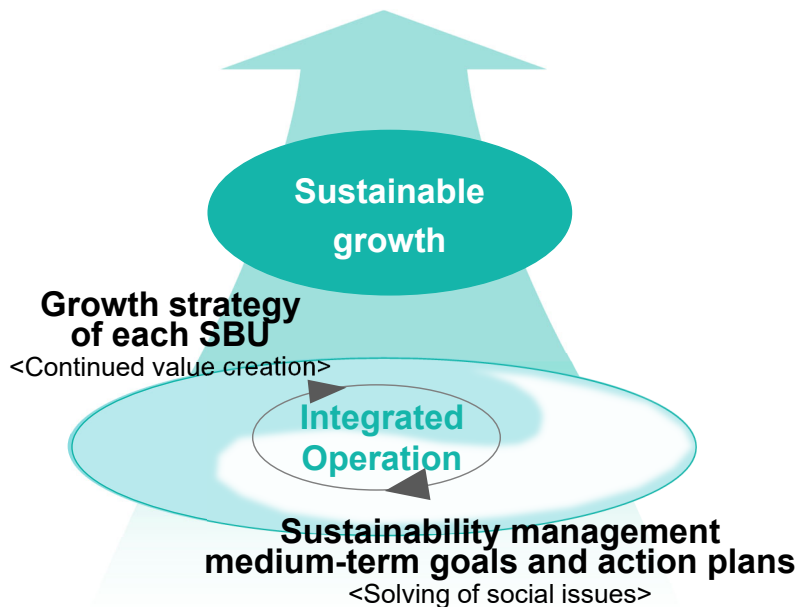 Sustainable
growth
Growth strategy
of each SBU
<Continued value creation>
Integrated
Operation
Sustainability management
medium-term goals and action plans
<Solving of social issues>